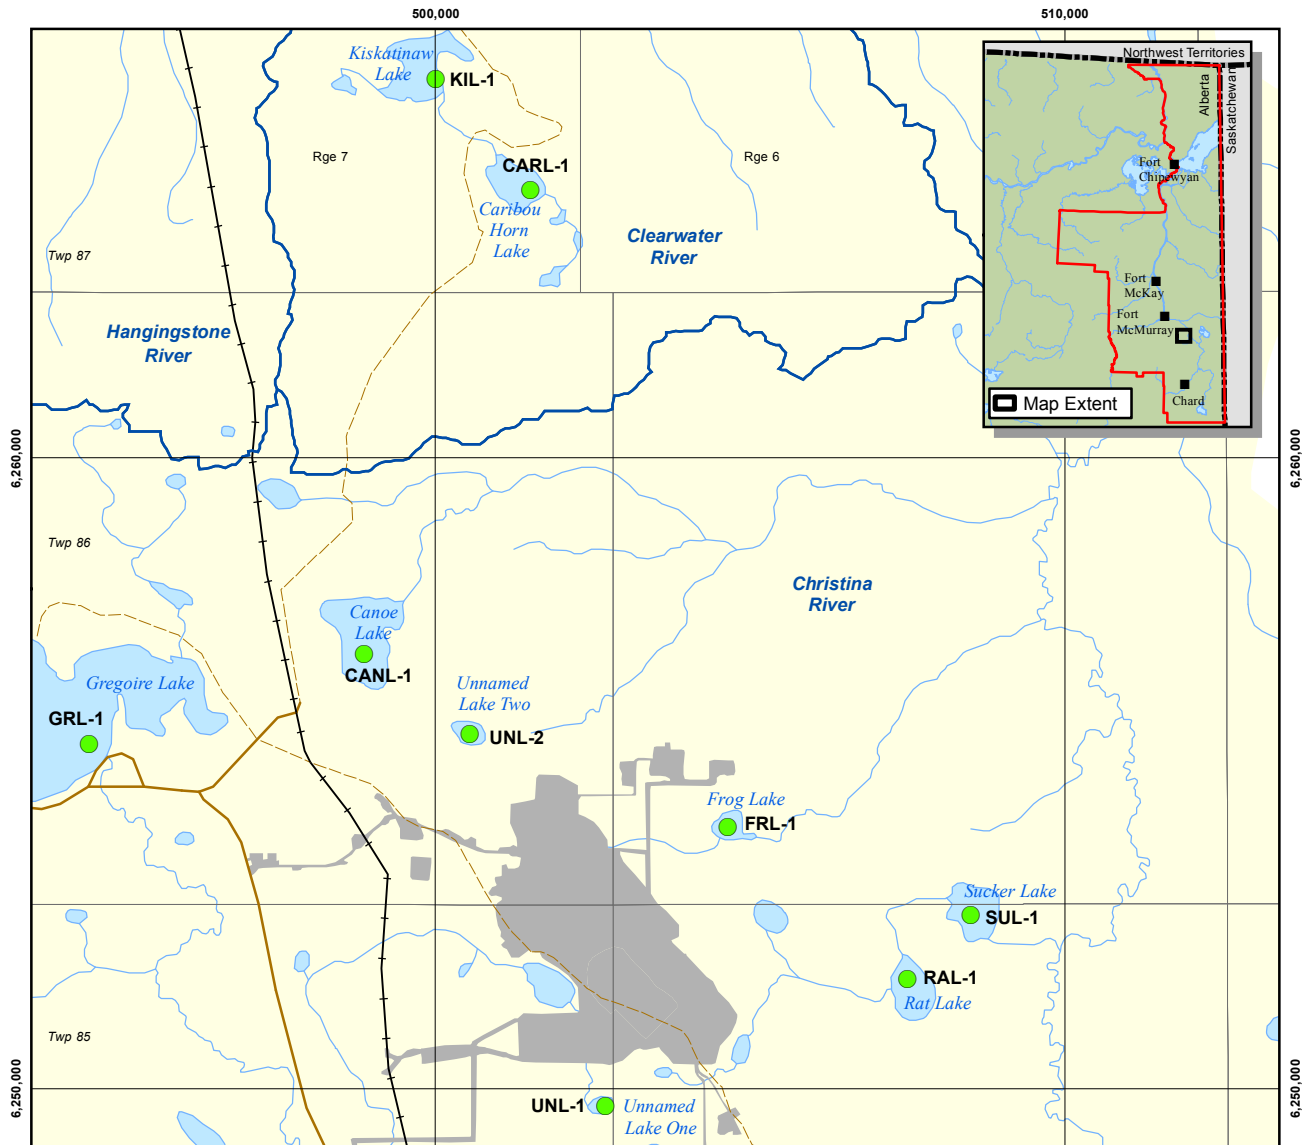 500,000
510,000
Kiskatinaw
Lake
KIL-1
Northwest Territories
Alberta
Saskatchewan
Rge 7
Rge 6
CARL-1
Fort
Chipewyan
Caribou
Horn
Lake
Clearwater
River
Twp 87
Fort
McKay
Fort
McMurray
Hangingstone
River
Chard
Map Extent
6,260,000
6,260,000
Twp 86
Christina
River
Canoe
Lake
CANL-1
Gregoire Lake
GRL-1
Unnamed
Lake Two
UNL-2
Frog Lake
FRL-1
Sucker Lake
SUL-1
RAL-1
Rat Lake
Twp 85
6,250,000
6,250,000
UNL-1
Unnamed
Lake One